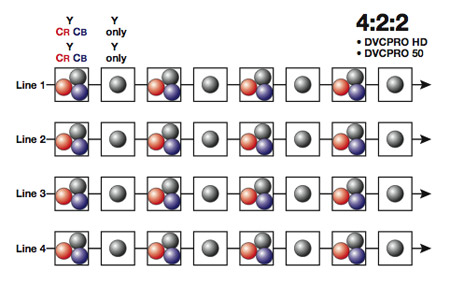 Y Y
CR CB only
Y Y
CR CB only
4:2:2
• DVCPRO HD
• DVCPRO 50
Line 1
Line 2
Line 3
Line 4